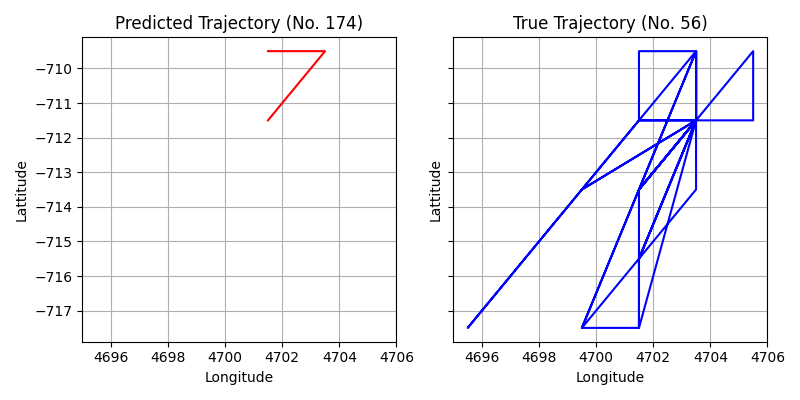 Predicted Trajectory (No. 174)
True Trajectory (No. 56)
−710
−711
−712
−713
−714
−715
−716
−717
Lattitude
Lattitude
4696 4698 4700 4702 4704 4706
4696 4698 4700 4702 4704 4706
Longitude
Longitude